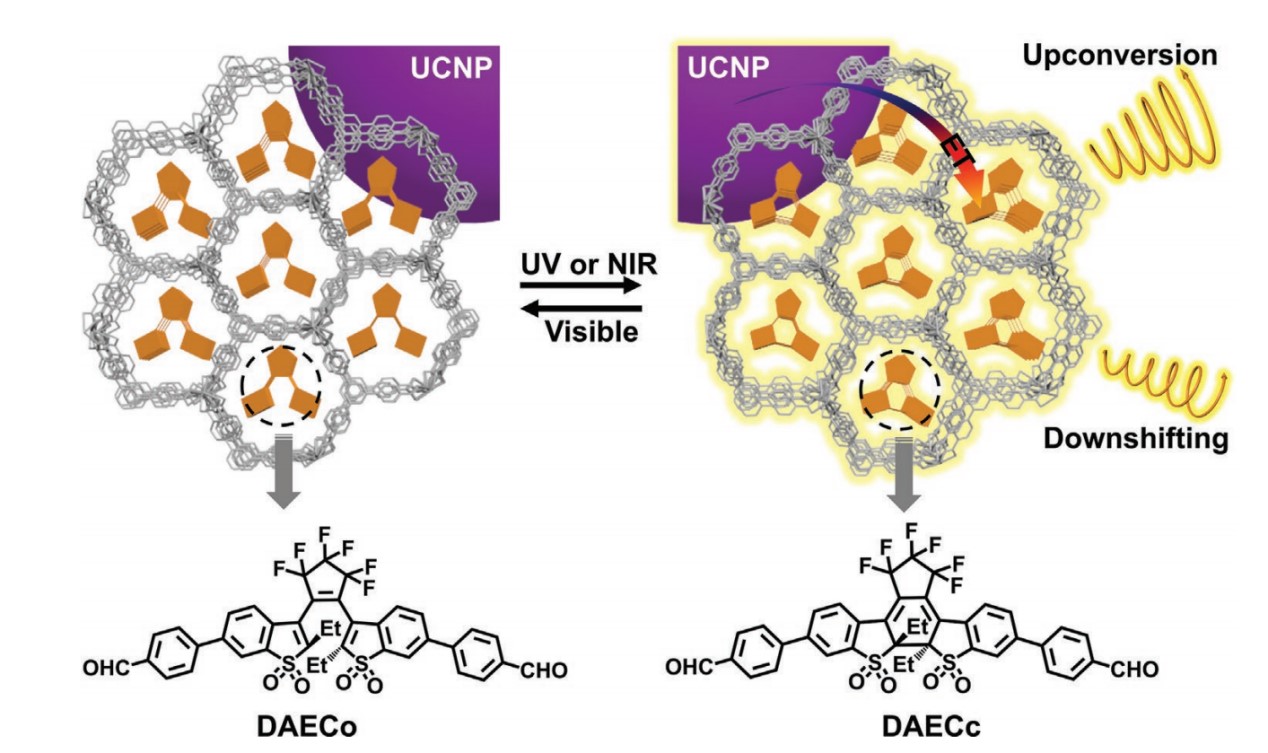 UCNP
UCNP
Upconversion
ET
UV or NIR
Visible
Downshifting
F
F F
F F
F
Et
OHC
Et
CHO
S S
O O O O
DAECo
F
F F
F F
F
Et
OHC
Et
CHO
S S
O O O O
DAECc